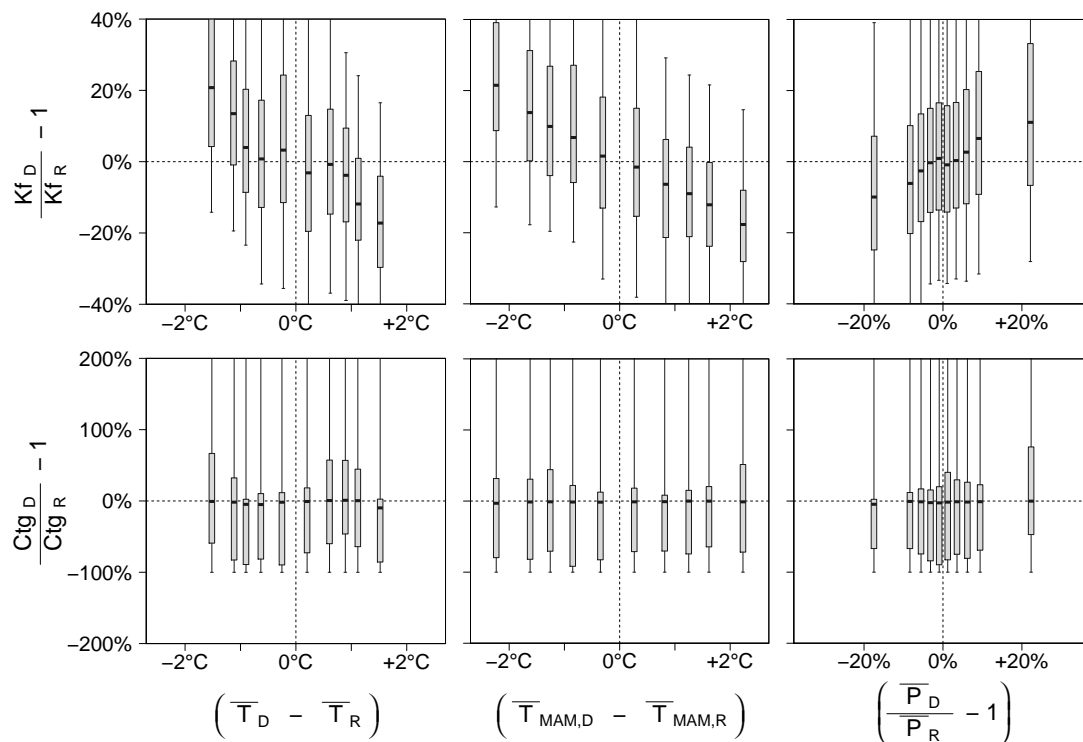 40%
20%
0%
−20%
−40%
Kf D / Kf R − 1
−2°C 0°C +2°C
−2°C 0°C +2°C
−20% 0% +20%
200%
100%
0%
−100%
−200%
Ctg D / Ctg R − 1
−2°C 0°C +2°C
−2°C 0°C +2°C
−20% 0% +20%
( T D − T R )
( T MAM,D − T MAM,R )
( P D / P R − 1 )